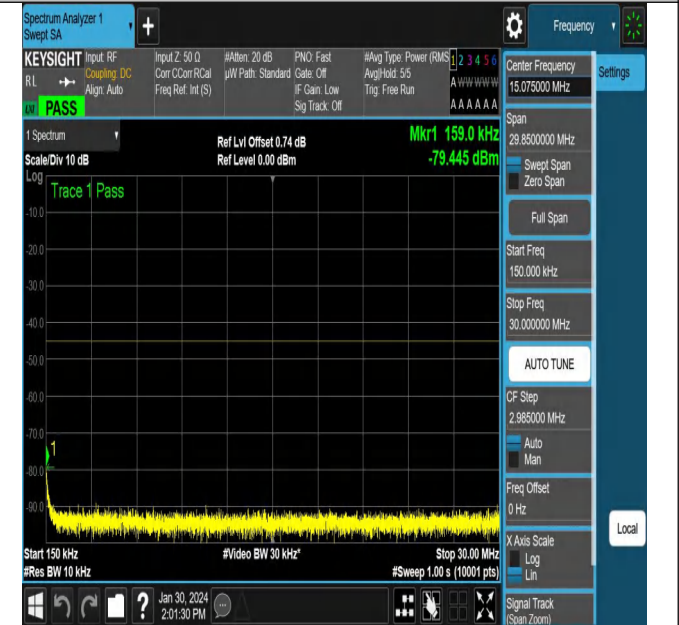 Spectrum Analyzer 1
Swept SA
+
Frequency
KEYSIGHT
RL
PASS
Input: RF
Coupling: DC
Align: Auto
Input Z: 50 Ω
Corr CCorr RCal
Freq Ref: Int (S)
#Atten: 20 dB
µW Path: Standard
PNO: Fast
Gate: Off
IF Gain: Low
Sig Track: Off
#Avg Type: Power (RMS
Avg|Hold: 5/5
Trig: Free Run
1 2 3 4 5 6
A W W W W W
A A A A A A
1 Spectrum
Scale/Div 10 dB
Ref Lvl Offset 0.74 dB
Ref Level 0.00 dBm
Mkr1 159.0 kHz
-79.445 dBm
Log
Trace 1 Pass
-10.0
-20.0
-30.0
-40.0
-50.0
-60.0
-70.0
1
-80.0
-90.0
Start 150 kHz
#Res BW 10 kHz
#Video BW 30 kHz*
Stop 30.00 MHz
#Sweep 1.00 s (10001 pts)
Jan 30, 2024
2:01:30 PM
Center Frequency
15.075000 MHz
Span
29.8500000 MHz
Swept Span
Zero Span
Full Span
Start Freq
150.000 kHz
Stop Freq
30.000000 MHz
AUTO TUNE
CF Step
2.985000 MHz
Auto
Man
Freq Offset
0 Hz
X Axis Scale
Log
Lin
Signal Track
(Span Zoom)
Settings
Local